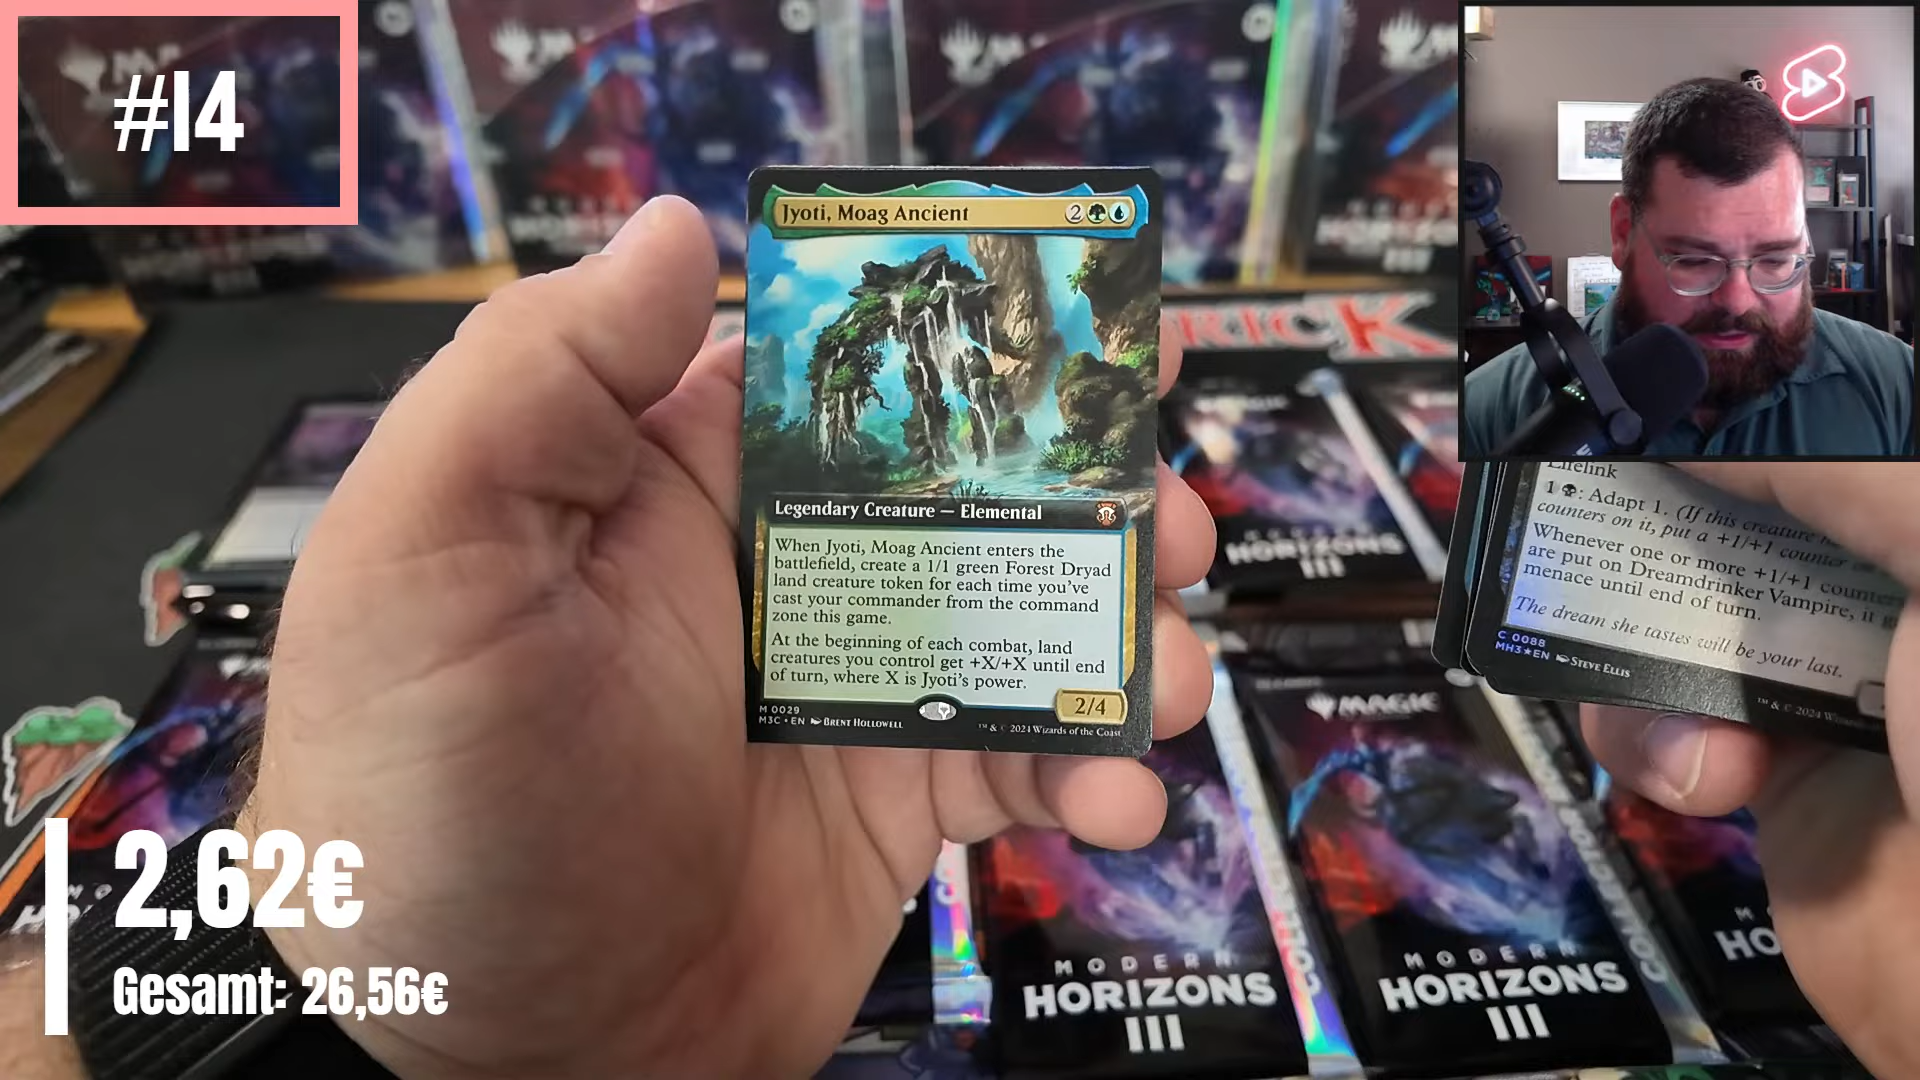 #14
Jyoti, Moag Ancient
2
Legendary Creature — Elemental
When Jyoti, Moag Ancient enters the
battlefield, create a 1/1 green Forest Dryad
land creature token for each time you've
cast your commander from the command
zone this game.
At the beginning of each combat, land
creatures you control get +X/+X until end
of turn, where X is Jyoti's power.
2/4
M 0029
M3C • EN Brent Hollowell
™ & © 2024 Wizards of the Coast
Lifelink
1 : Adapt 1. (If this creature
counters on it, put a +1/+1 counter
Whenever one or more +1/+1 counters
are put on Dreamdrinker Vampire, it
menace until end of turn.
The dream she tastes will be your last.
C 0088
MH3★EN Steve Ellis
™ & © 2024 Wizards
HORIZONS
III
MAGIC
MODERN
HORIZONS
III
MODERN
HORIZONS
III
2,62€
Gesamt: 26,56€